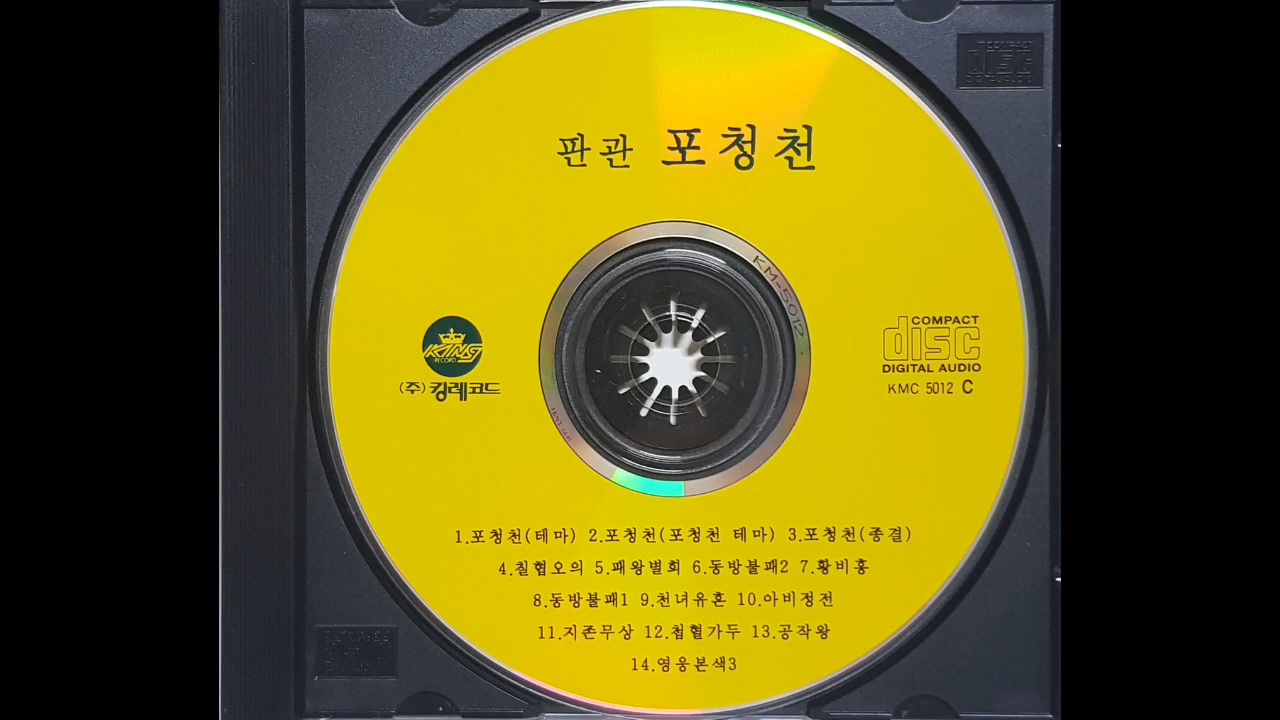 판관 포청천
KM-5012
KING
RECORD
(주) 킹레코드
COMPACT
disc
DIGITAL AUDIO
KMC 5012 C
1.포청천(테마) 2.포청천(포청천 테마) 3.포청천(종결)
4.칠협오의 5.패왕별희 6.동방불패2 7.황비홍
8.동방불패1 9.천녀유혼 10.아비정전
11.지존무상 12.첩혈가두 13.공작왕
14.영웅본색3